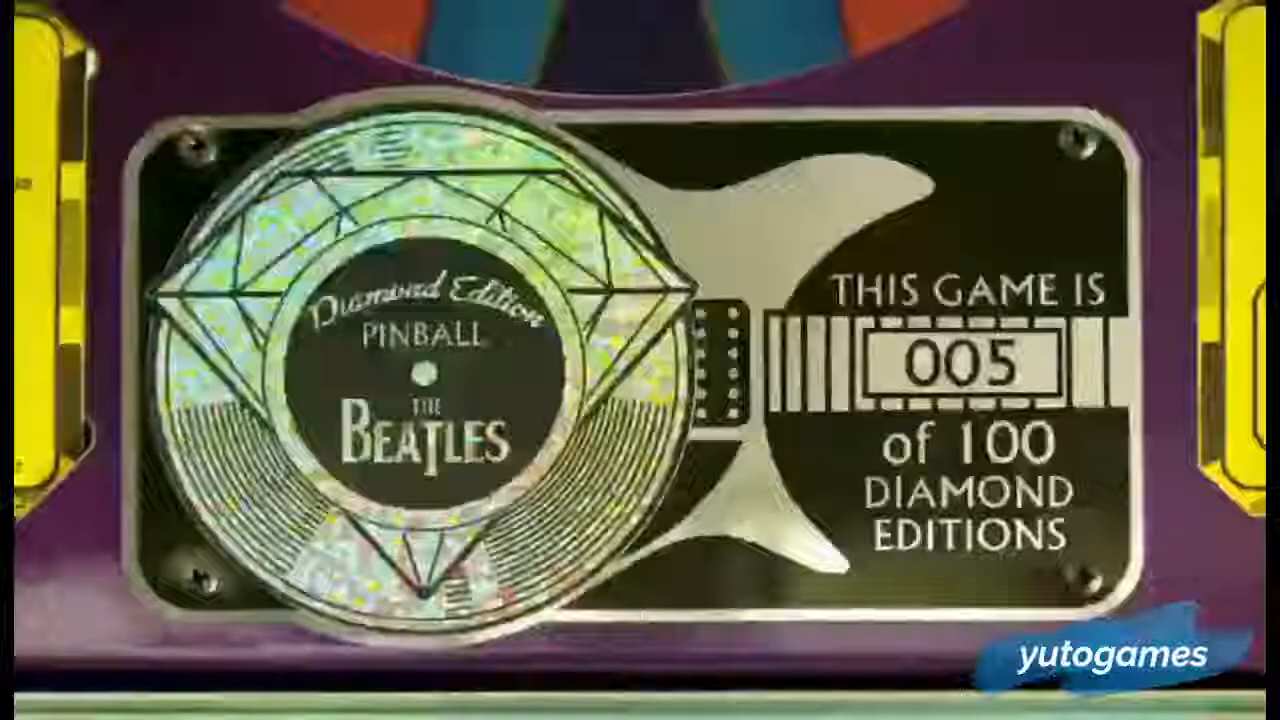 Diamond Edition
PINBALL
THE
BEATLES
THIS GAME IS
005
of 100
DIAMOND
EDITIONS
yutogames